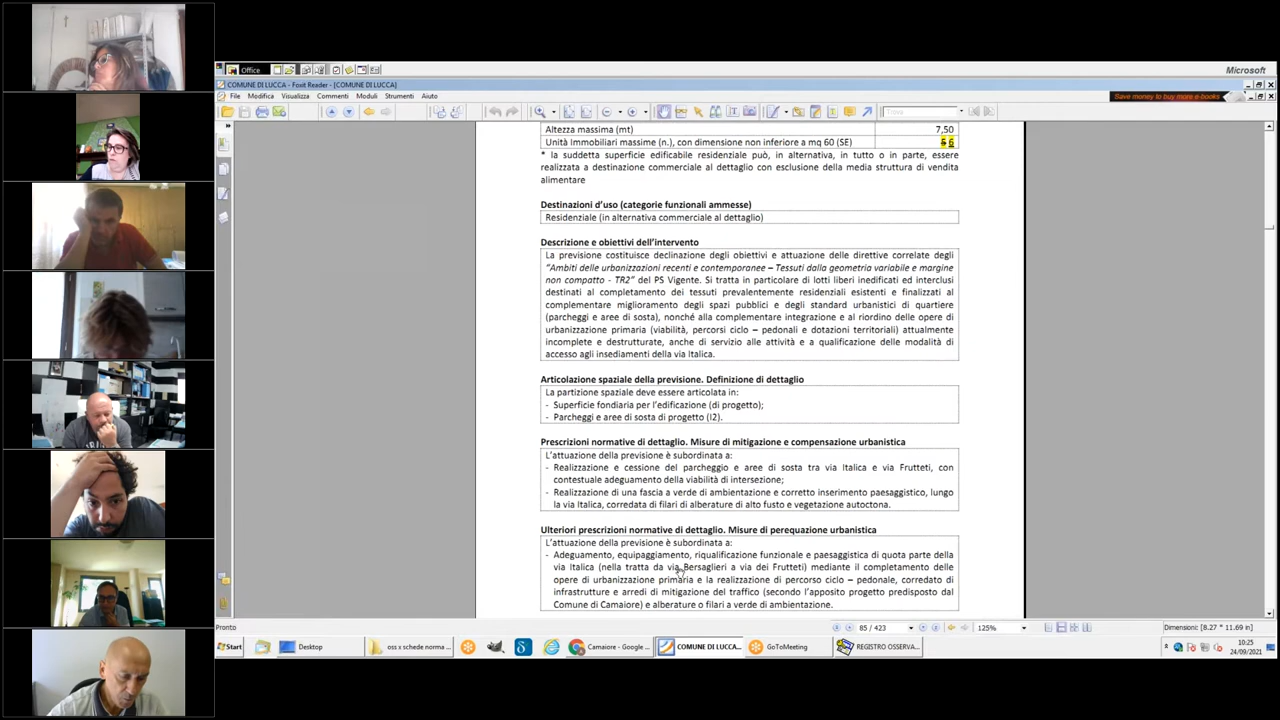 Office
Microsoft
COMUNE DI LUCCA - Foxit Reader - [COMUNE DI LUCCA]
File Modifica Visualizza Commenti Moduli Strumenti Aiuto
Save money to buy more e-books
Trova
Altezza massima (mt) 7,50
Unità Immobiliari massime (n.), con dimensione non inferiore a mq 60 (SE) 5 6
* la suddetta superficie edificabile residenziale può, in alternativa, in tutto o in parte, essere
realizzata a destinazione commerciale al dettaglio con esclusione della media struttura di vendita
alimentare
Destinazioni d'uso (categorie funzionali ammesse)
Residenziale (in alternativa commerciale al dettaglio)
Descrizione e obiettivi dell'intervento
La previsione costituisce declinazione degli obiettivi e attuazione delle direttive correlate degli
"Ambiti delle urbanizzazioni recenti e contemporanee – Tessuti dalla geometria variabile e margine
non compatto - TR2" del PS Vigente. Si tratta in particolare di lotti liberi inedificati ed interclusi
destinati al completamento dei tessuti prevalentemente residenziali esistenti e finalizzati al
complementare miglioramento degli spazi pubblici e degli standard urbanistici di quartiere
(parcheggi e aree di sosta), nonché alla complementare integrazione e al riordino delle opere di
urbanizzazione primaria (viabilità, percorsi ciclo – pedonali e dotazioni territoriali) attualmente
incomplete e destrutturate, anche di servizio alle attività e a qualificazione delle modalità di
accesso agli insediamenti della via Italica.
Articolazione spaziale della previsione. Definizione di dettaglio
La partizione spaziale deve essere articolata in:
- Superficie fondiaria per l'edificazione (di progetto);
- Parcheggi e aree di sosta di progetto (I2).
Prescrizioni normative di dettaglio. Misure di mitigazione e compensazione urbanistica
L'attuazione della previsione è subordinata a:
- Realizzazione e cessione del parcheggio e aree di sosta tra via Italica e via Frutteti, con
contestuale adeguamento della viabilità di intersezione;
- Realizzazione di una fascia a verde di ambientazione e corretto inserimento paesaggistico, lungo
la via Italica, corredata di filari di alberature di alto fusto e vegetazione autoctona.
Ulteriori prescrizioni normative di dettaglio. Misure di perequazione urbanistica
L'attuazione della previsione è subordinata a:
- Adeguamento, equipaggiamento, riqualificazione funzionale e paesaggistica di quota parte della
via Italica (nella tratta da via Bersaglieri a via dei Frutteti) mediante il completamento delle
opere di urbanizzazione primaria e la realizzazione di percorso ciclo – pedonale, corredato di
infrastrutture e arredi di mitigazione del traffico (secondo l'apposito progetto predisposto dal
Comune di Camaiore) e alberature o filari a verde di ambientazione.
Pronto 85 / 423 125% Dimensioni: [8.27 * 11.69 in]
Start Desktop oss x schede norma ... Camaiore - Google ... COMUNE DI LUCCA... GoToMeeting REGISTRO OSSERVA...
10:25
24/09/2021